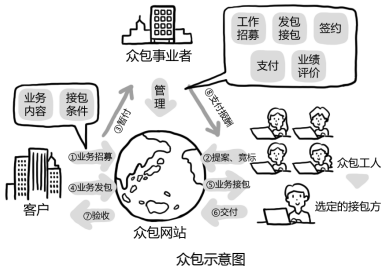 众包事业者
工作
招募
发包
接包
签约
支付
业绩
评价
业务
内容
接包
条件
③暂付
管
理
⑧支付报酬
①业务招募
②提案、竞标
④业务发包
⑤业务接包
⑦验收
⑥交付
客户
众包网站
众包工人
选定的接包方
众包示意图